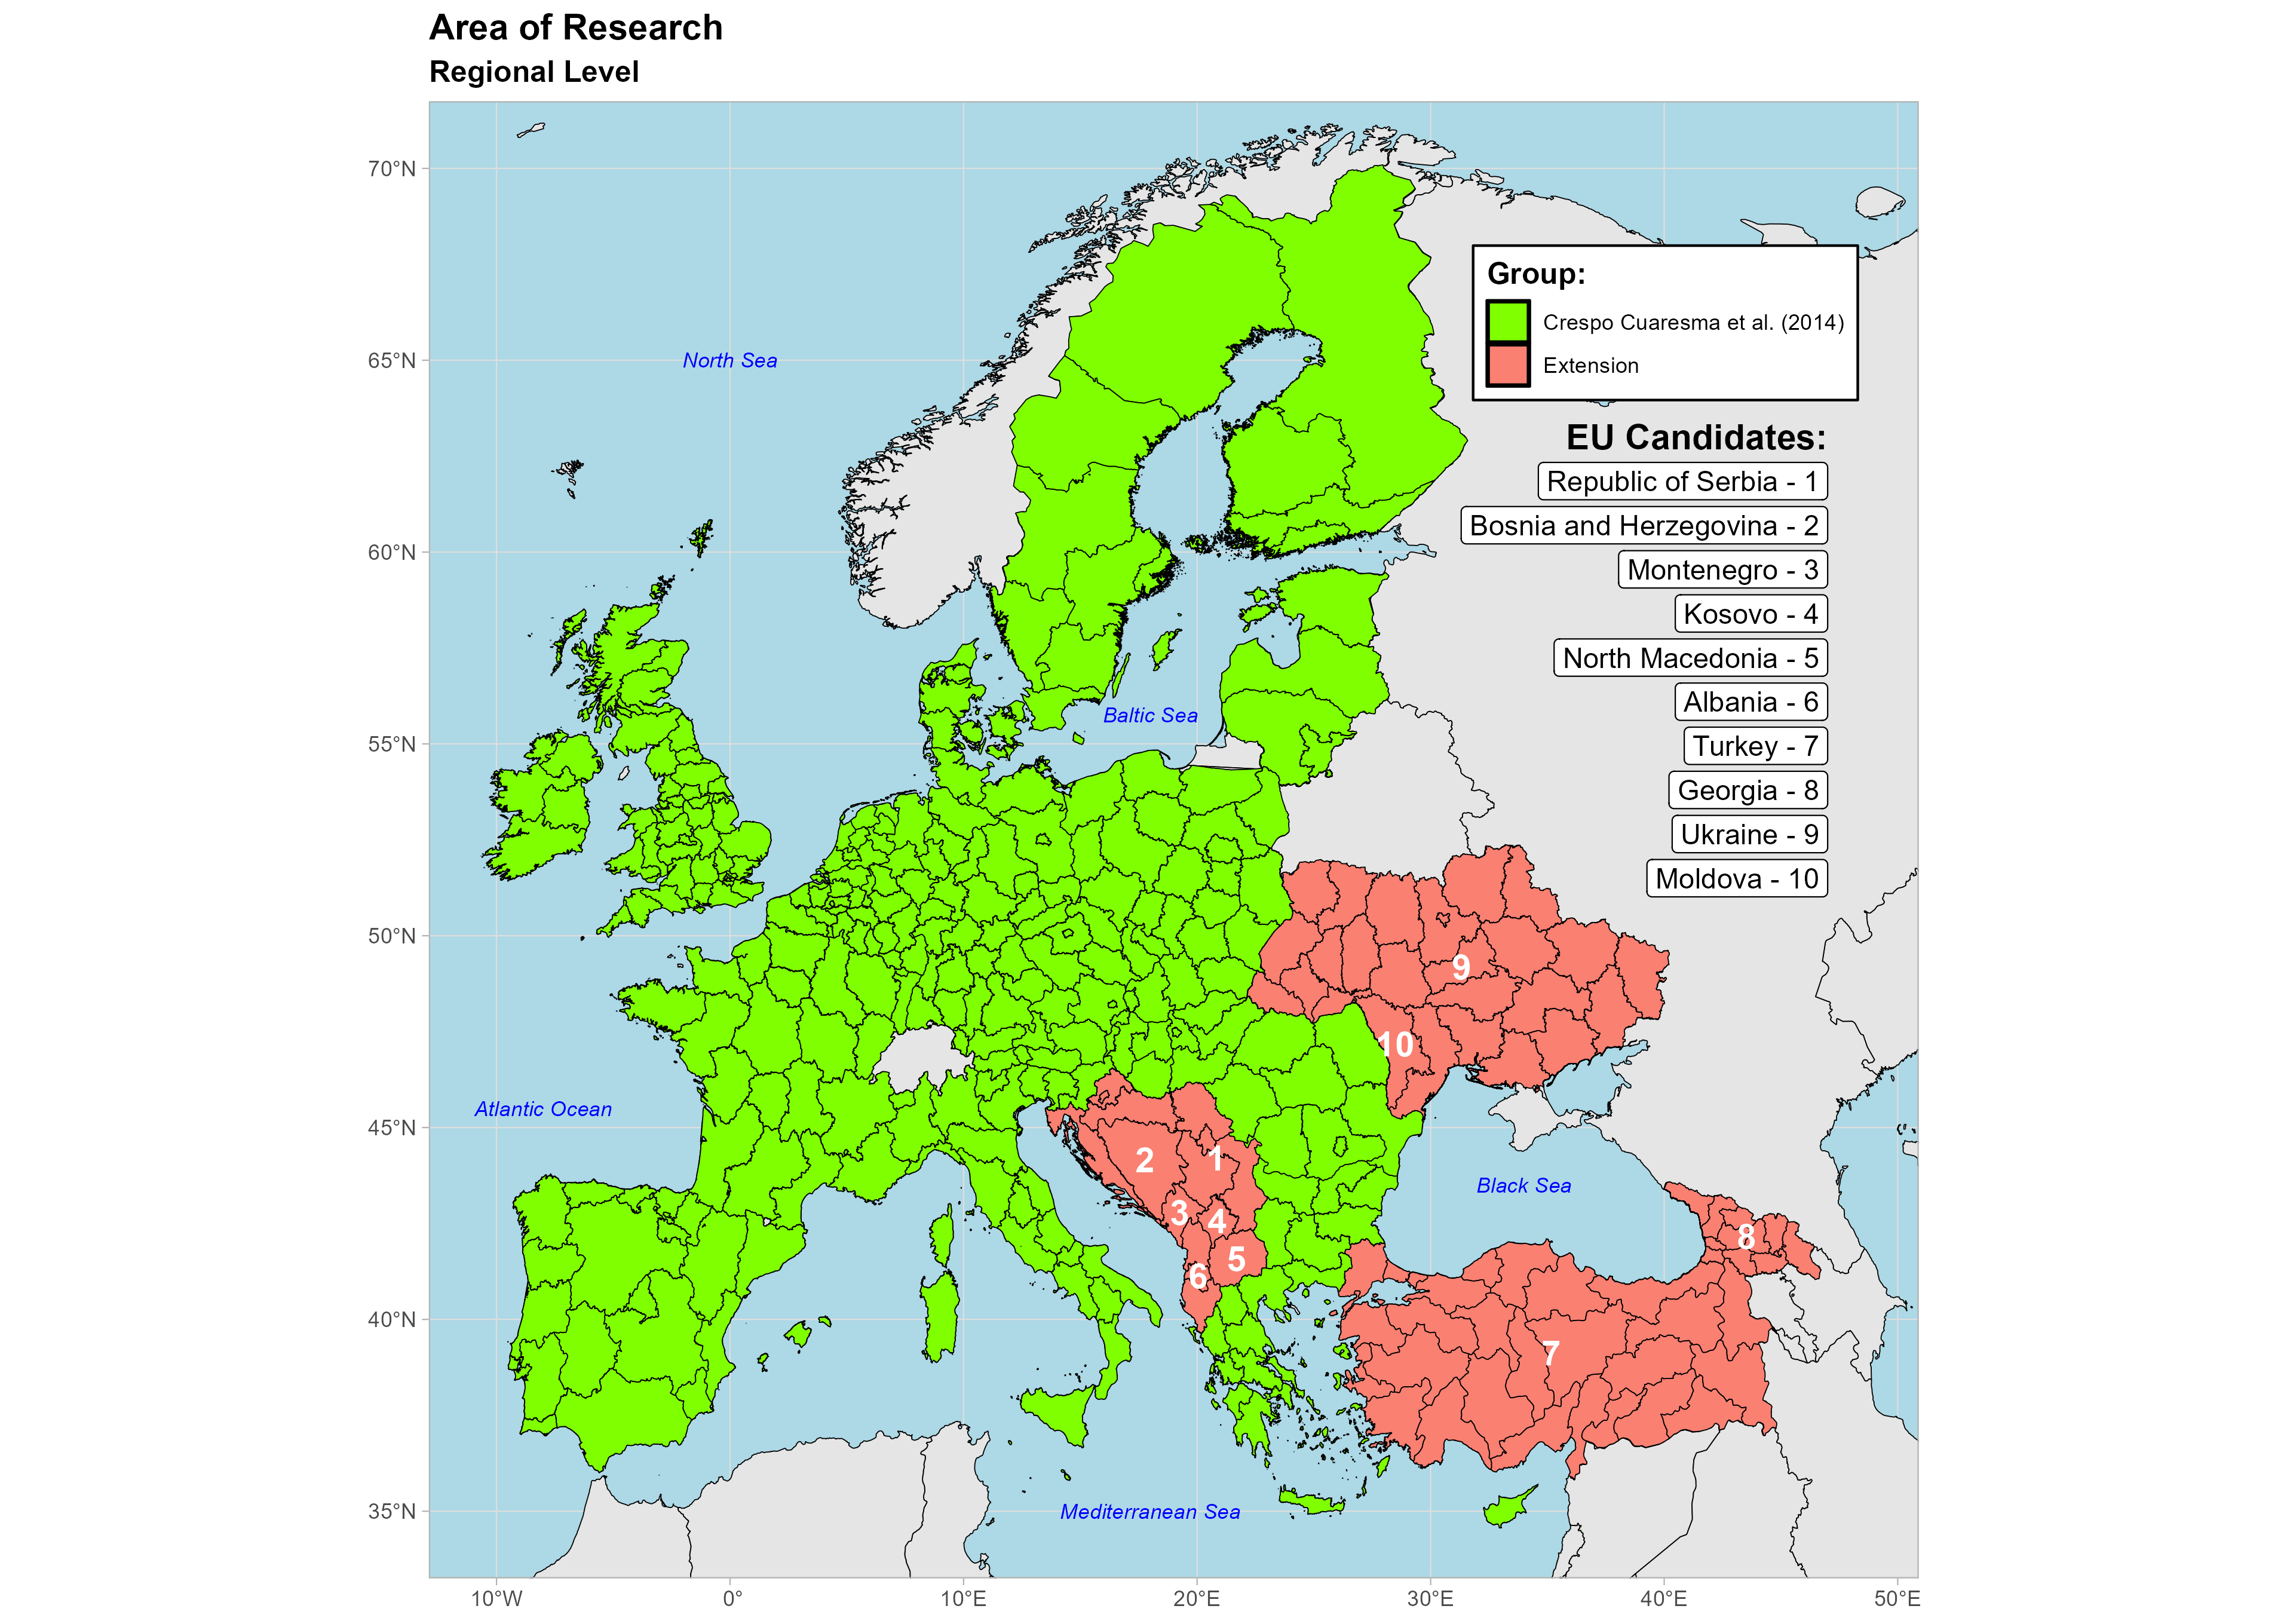 Area of Research
Regional Level
70°N
65°N
60°N
55°N
50°N
45°N
40°N
35°N
10°W
0°
10°E
20°E
30°E
40°E
50°E
North Sea
Baltic Sea
Atlantic Ocean
Black Sea
Mediterranean Sea
Group:
Crespo Cuaresma et al. (2014)
Extension
EU Candidates:
Republic of Serbia - 1
Bosnia and Herzegovina - 2
Montenegro - 3
Kosovo - 4
North Macedonia - 5
Albania - 6
Turkey - 7
Georgia - 8
Ukraine - 9
Moldova - 10
9
10
2
1
3
4
5
6
8
7